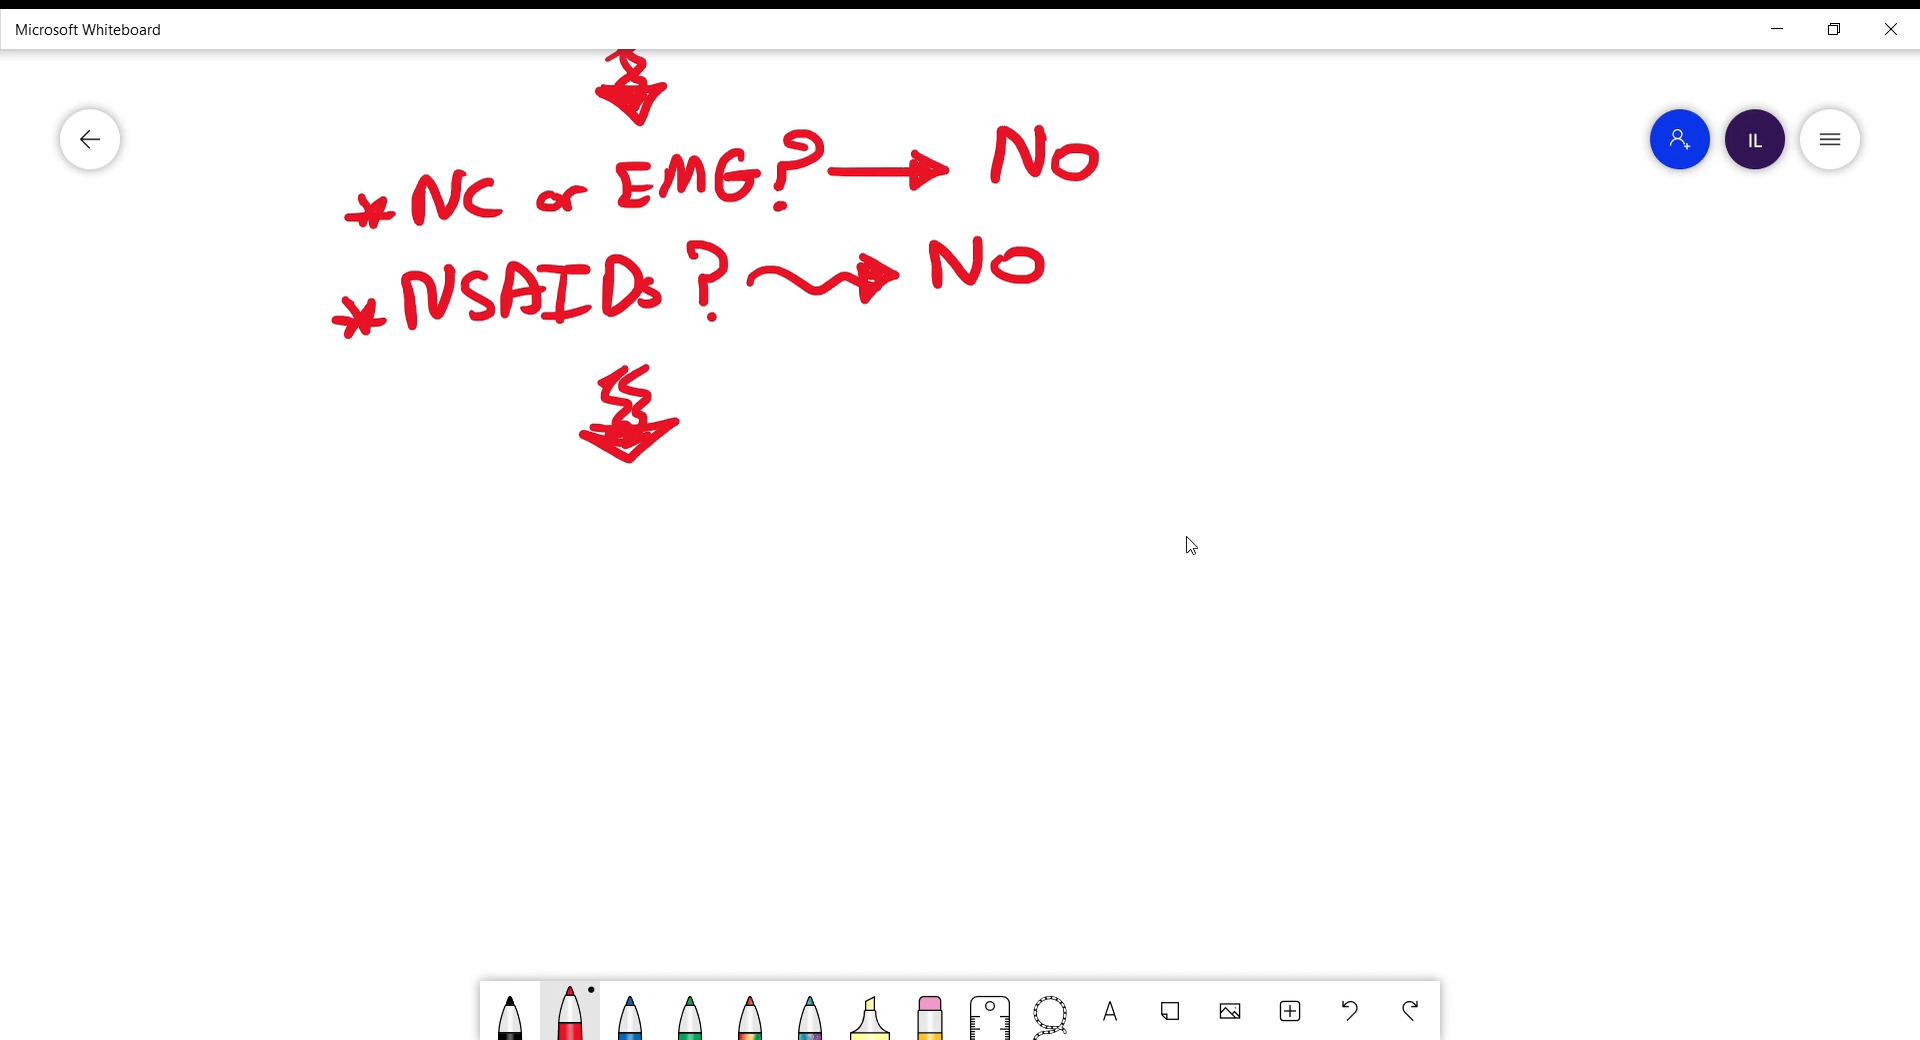 Microsoft Whiteboard
IL
* NC or EMG? → No
* NSAIDs? → No
A